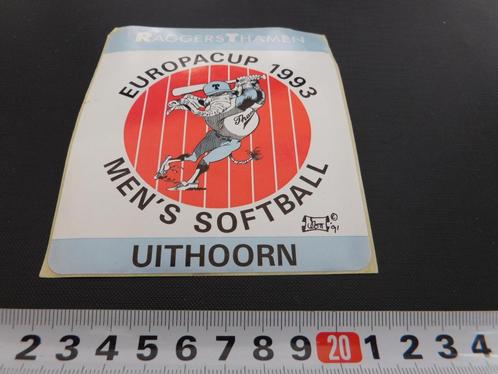 RAGGERSTHAMEN
EUROPACUP 1993
T
MEN'S SOFTBALL
©
'91
UITHOORN
2 3 4 5 6 7 8 9 20 1 2 3 4